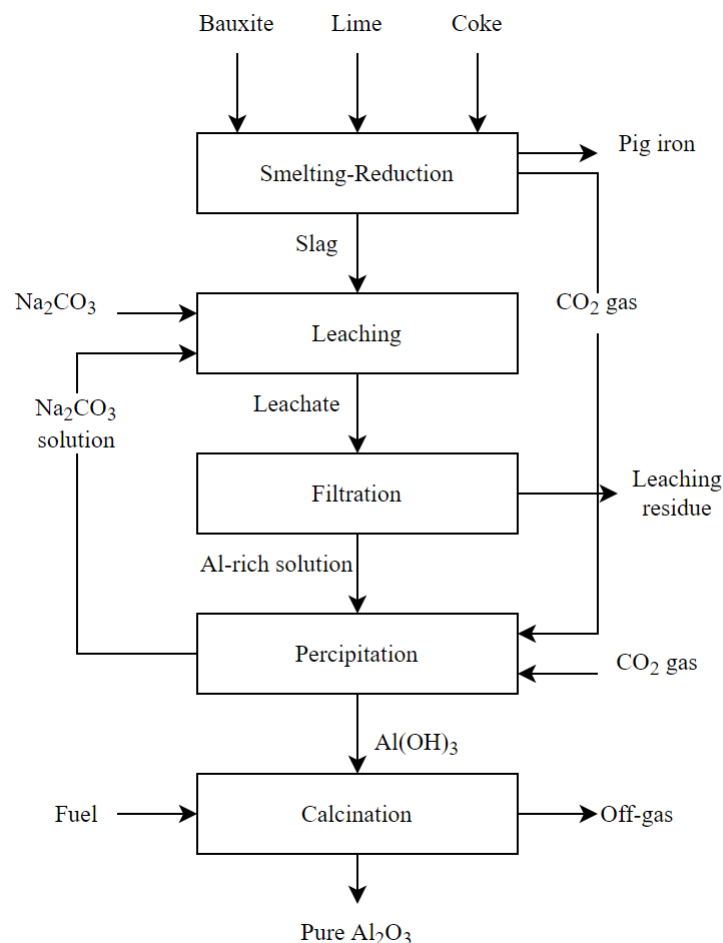 Bauxite Lime Coke
Smelting-Reduction
Pig iron
Slag
Na₂CO₃
CO₂ gas
Leaching
Leachate
Na₂CO₃
solution
Filtration
Leaching
residue
Al-rich solution
Percipitation
CO₂ gas
Al(OH)₃
Fuel
Calcination
Off-gas
Pure Al₂O₃